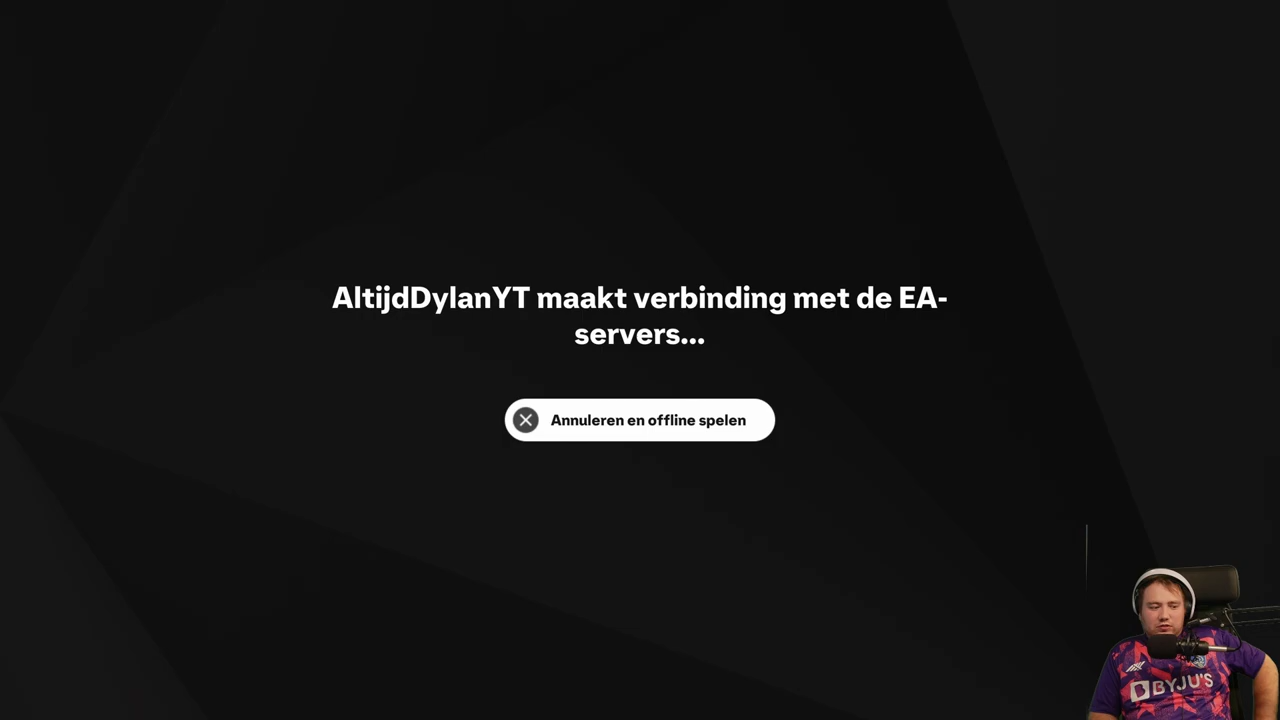 AltijdDylanYT maakt verbinding met de EA-
servers...
Annuleren en offline spelen
BYJU'S